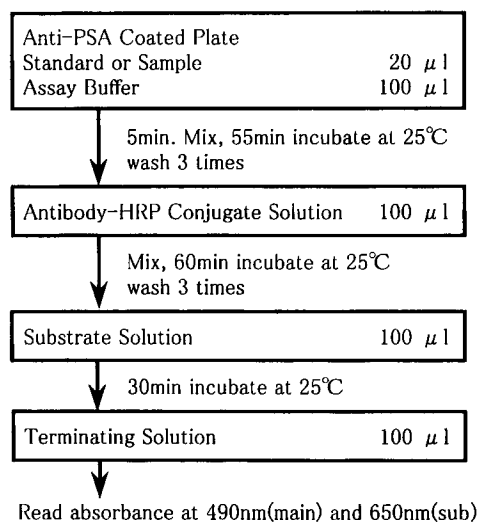 Anti-PSA Coated Plate
Standard or Sample 20 μl
Assay Buffer 100 μl
5min. Mix, 55min incubate at 25℃
wash 3 times
Antibody-HRP Conjugate Solution 100 μl
Mix, 60min incubate at 25℃
wash 3 times
Substrate Solution 100 μl
30min incubate at 25℃
Terminating Solution 100 μl
Read absorbance at 490nm(main) and 650nm(sub)